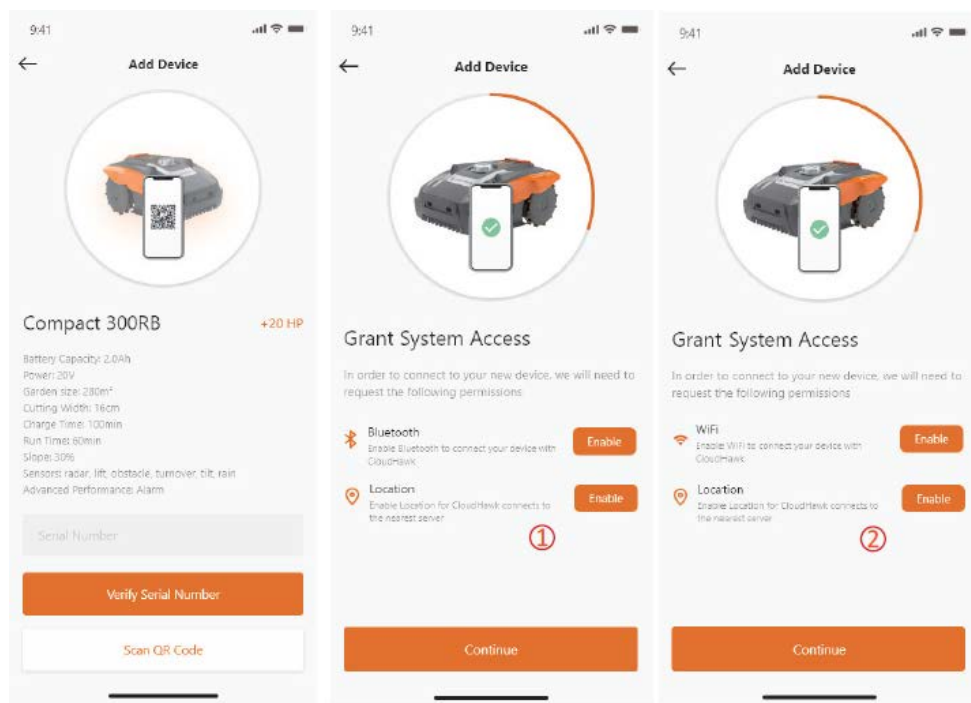 9:41
Add Device
Compact 300RB
+20 HP
Battery Capacity: 2.0Ah
Power: 20V
Garden size: 280m²
Cutting Width: 16cm
Charge Time: 100min
Run Time: 60min
Slope: 30%
Sensors: radar, lift, obstacle, turnover, tilt, rain
Advanced Performance: Alarm
Serial Number
Verify Serial Number
Scan QR Code
9:41
Add Device
Grant System Access
In order to connect to your new device, we will need to
request the following permissions
Bluetooth
Enable Bluetooth to connect your device with
CloudHawk
Enable
Location
Enable Location for CloudHawk connects to
the nearest server
Enable
①
Continue
9:41
Add Device
Grant System Access
In order to connect to your new device, we will need to
request the following permissions
WiFi
Enable WiFi to connect your device with
CloudHawk
Enable
Location
Enable Location for CloudHawk connects to
the nearest server
Enable
②
Continue